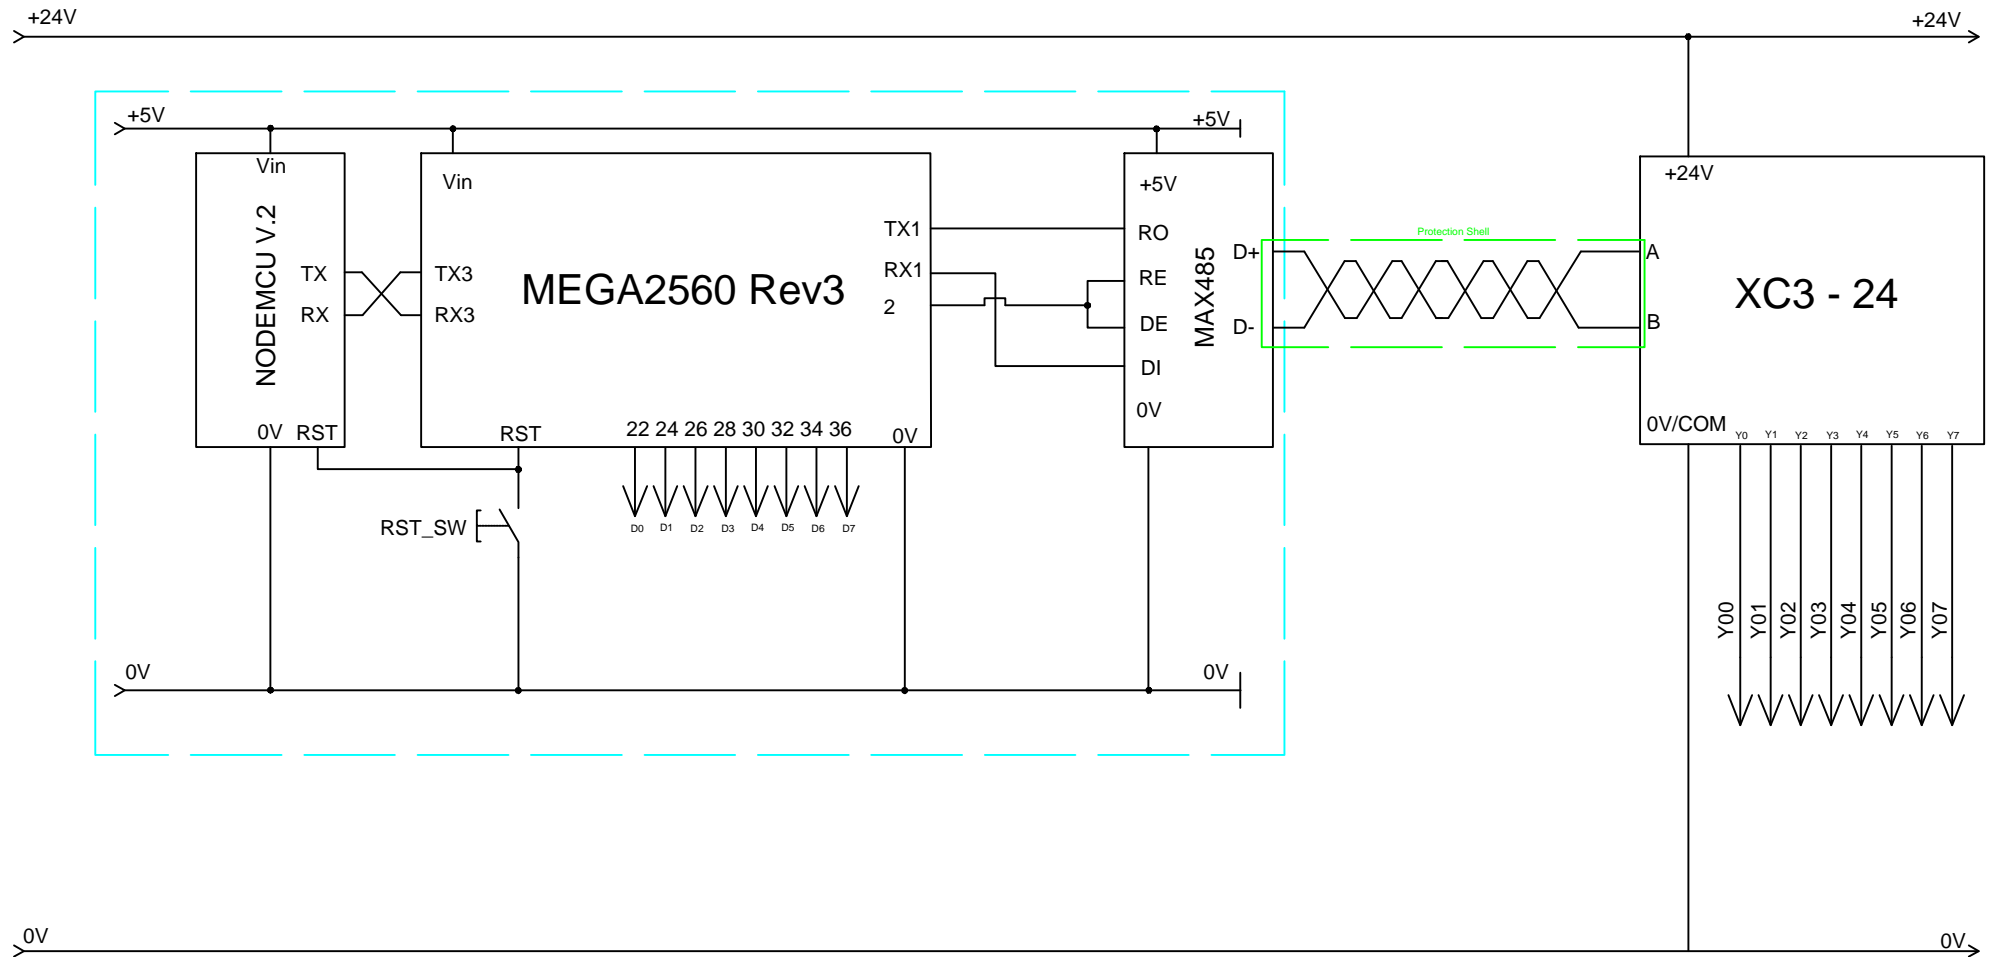 +24V
+24V
+5V
+5V
Vin
Vin
+5V
+24V
NODEMCU V.2
TX
RX
TX3
RX3
MEGA2560 Rev3
TX1
RX1
2
RO
RE
DE
DI
0V
MAX485
D+
D-
Protection Shell
A
B
XC3 - 24
0V RST
RST
22 24 26 28 30 32 34 36
0V
0V/COM
Y0 Y1 Y2 Y3 Y4 Y5 Y6 Y7
RST_SW
D0 D1 D2 D3 D4 D5 D6 D7
Y00
Y01
Y02
Y03
Y04
Y05
Y06
Y07
0V
0V
0V
0V